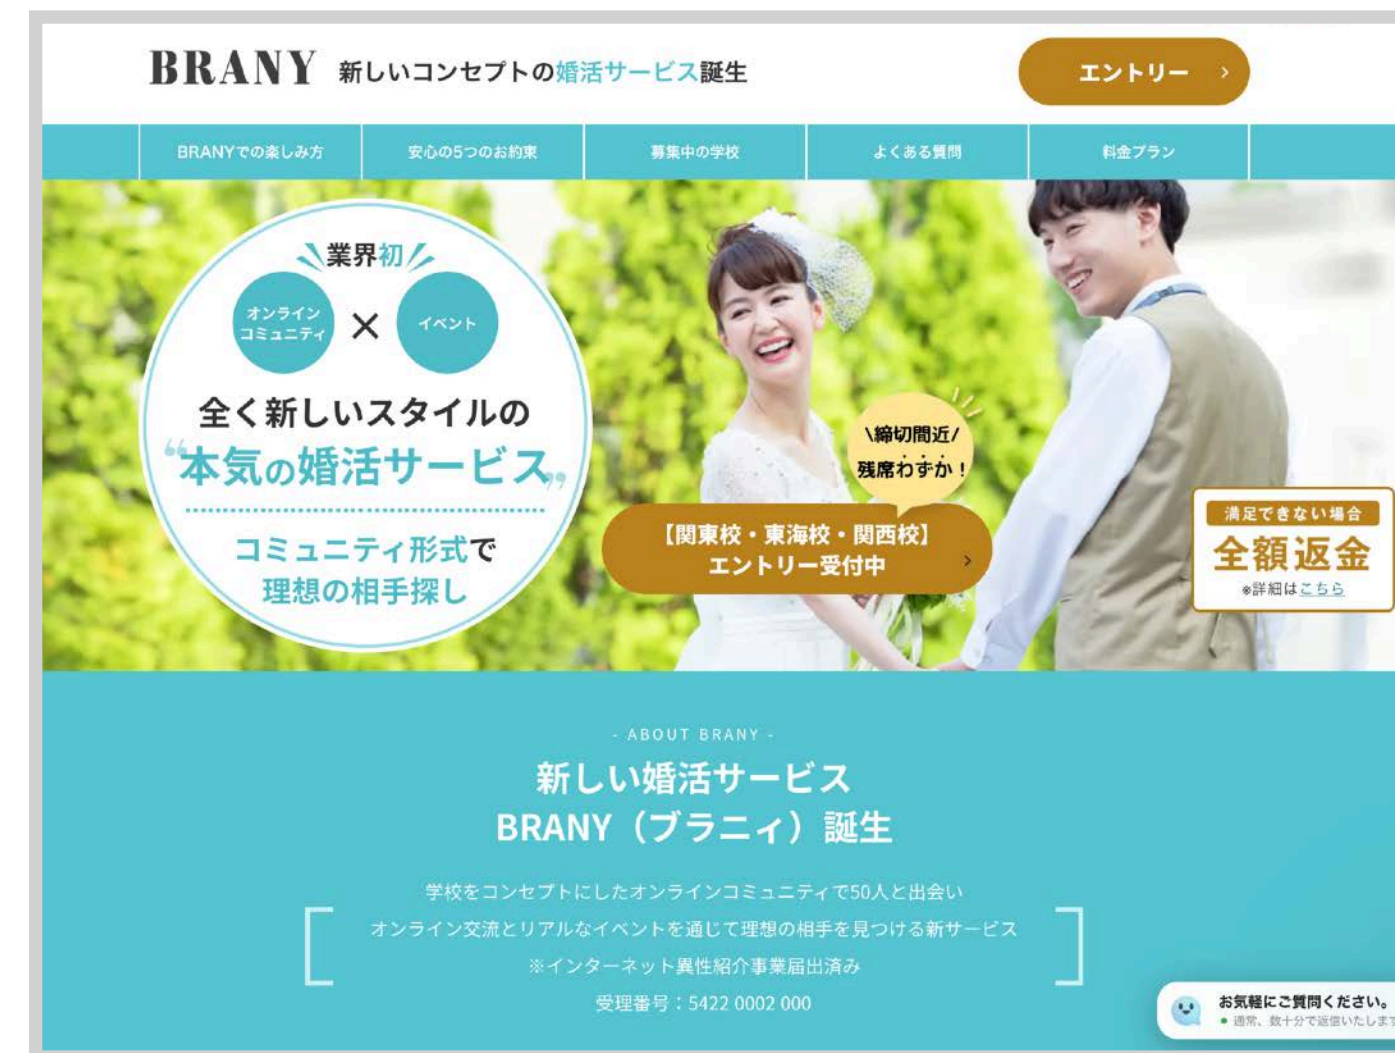 BRANY 新しいコンセプトの婚活サービス誕生
エントリー
BRANYでの楽しみ方
安心の5つのお約束
募集中の学校
よくある質問
料金プラン
業界初
オンライン
コミュニティ
×
イベント
全く新しいスタイルの
“本気の婚活サービス„
コミュニティ形式で
理想の相手探し
\締切間近/
残席わずか!
【関東校・東海校・関西校】
エントリー受付中
満足できない場合
全額返金
※詳細はこちら
- ABOUT BRANY -
新しい婚活サービス
BRANY(ブラニィ)誕生
学校をコンセプトにしたオンラインコミュニティで50人と出会い
オンライン交流とリアルなイベントを通じて理想の相手を見つける新サービス
※インターネット異性紹介事業届出済み
受理番号:5422 0002 000
お気軽にご質問ください。
通常、数十分で返信いたします